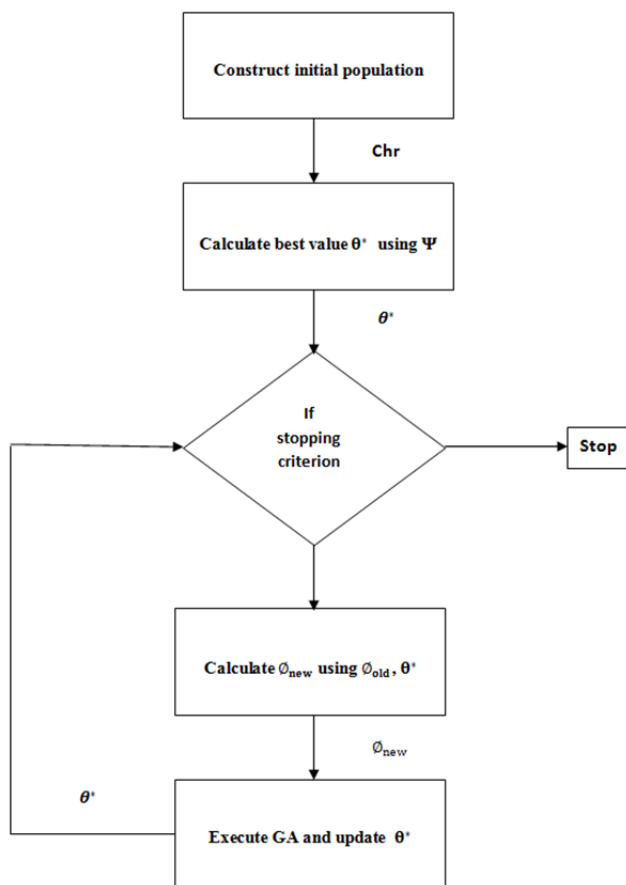 Construct initial population
Chr
Calculate best value θ* using Ψ
θ*
If
stopping
criterion
Stop
Calculate ∅new using ∅old, θ*
∅new
θ*
Execute GA and update θ*